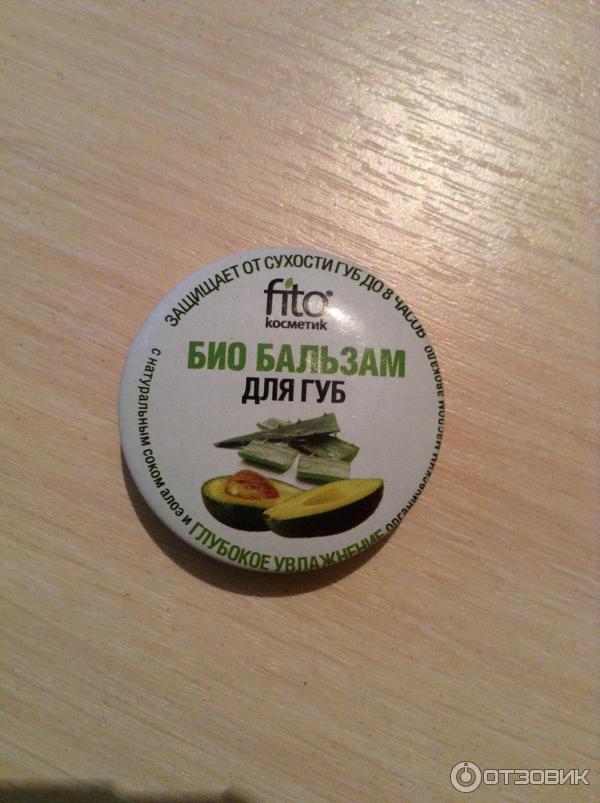 ЗАЩИЩАЕТ ОТ СУХОСТИ ГУБ ДО 8 ЧАСОВ
fito®
косметик
БИО БАЛЬЗАМ
ДЛЯ ГУБ
с натуральным соком алоэ и органическим маслом авокадо
ГЛУБОКОЕ УВЛАЖНЕНИЕ
ОТЗОВИК